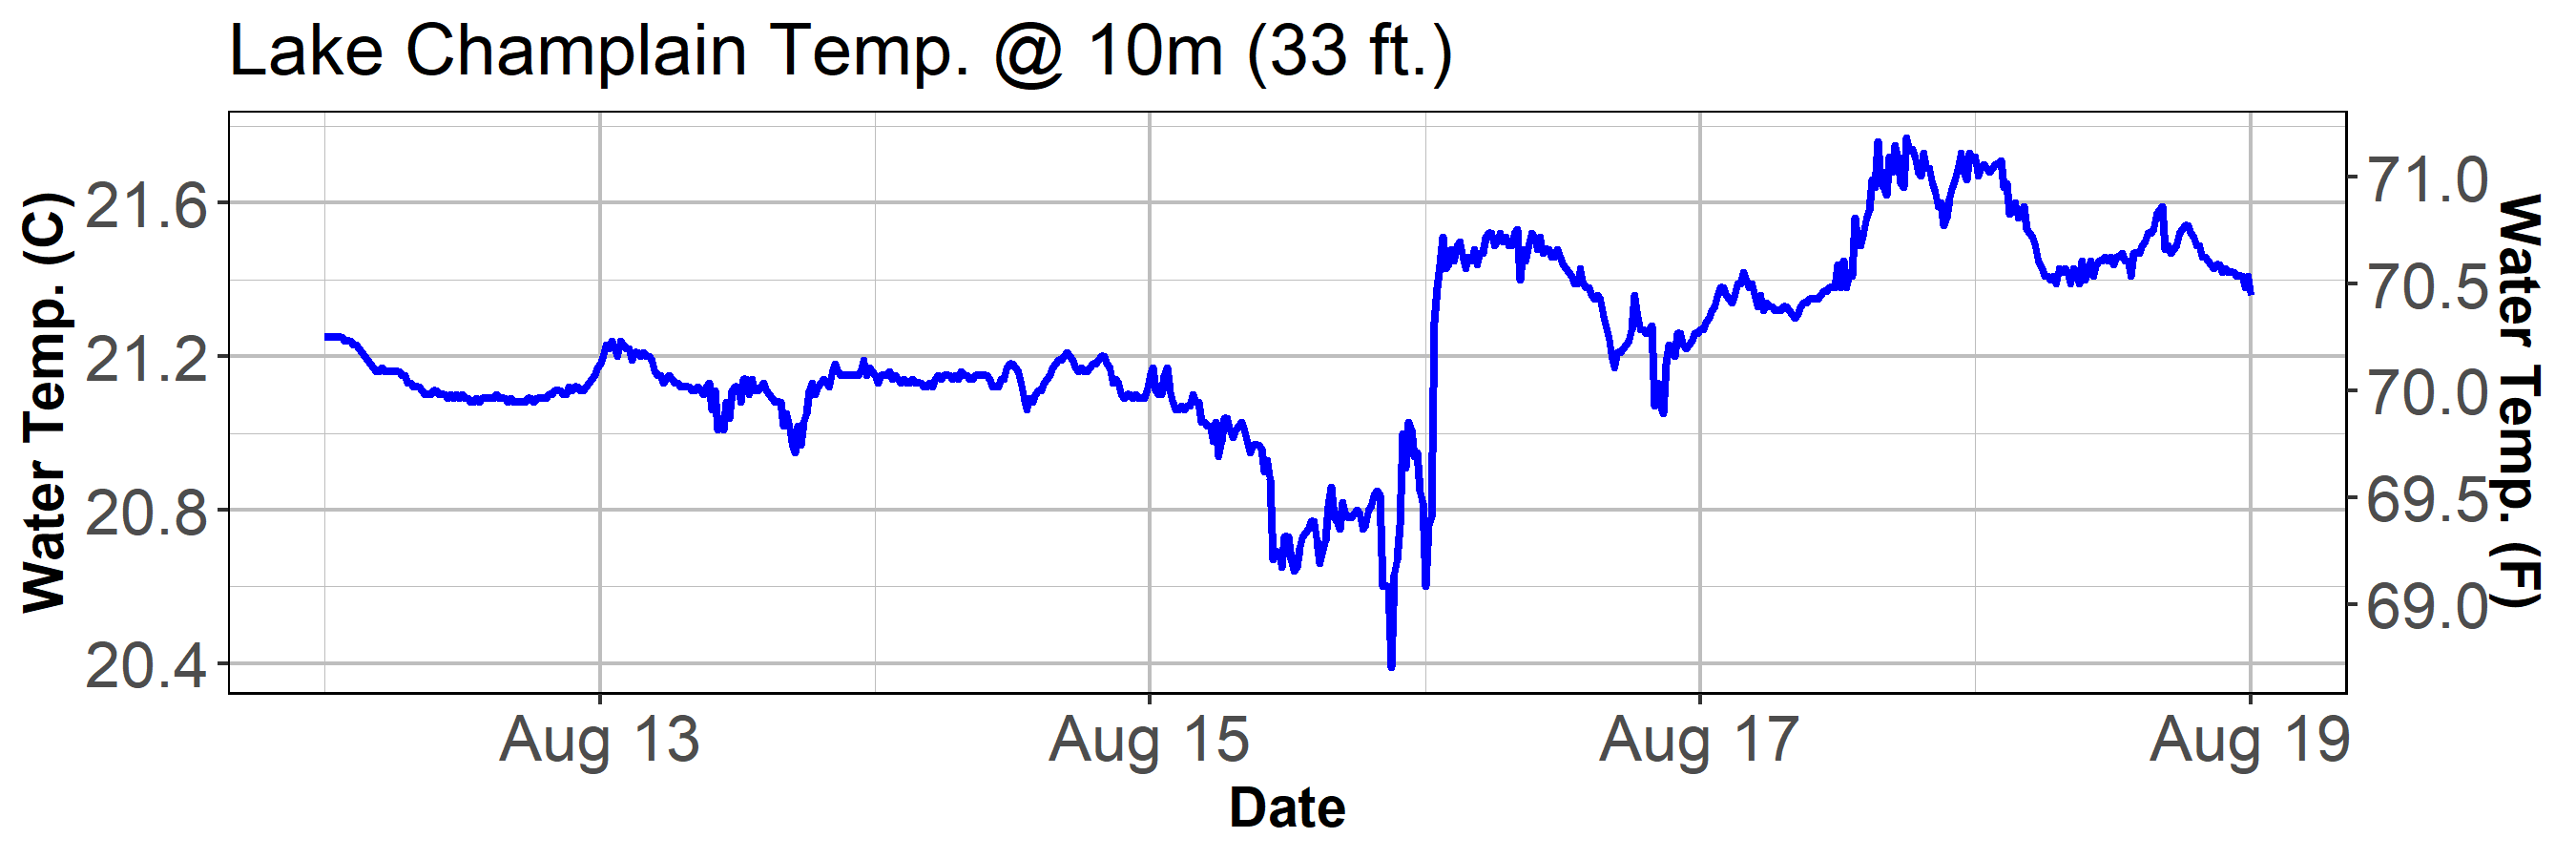 Lake Champlain Temp. @ 10m (33 ft.)
Water Temp. (C)
21.6
21.2
20.8
20.4
71.0
70.5
70.0
69.5
69.0
Water Temp. (F)
Aug 13
Aug 15
Aug 17
Aug 19
Date